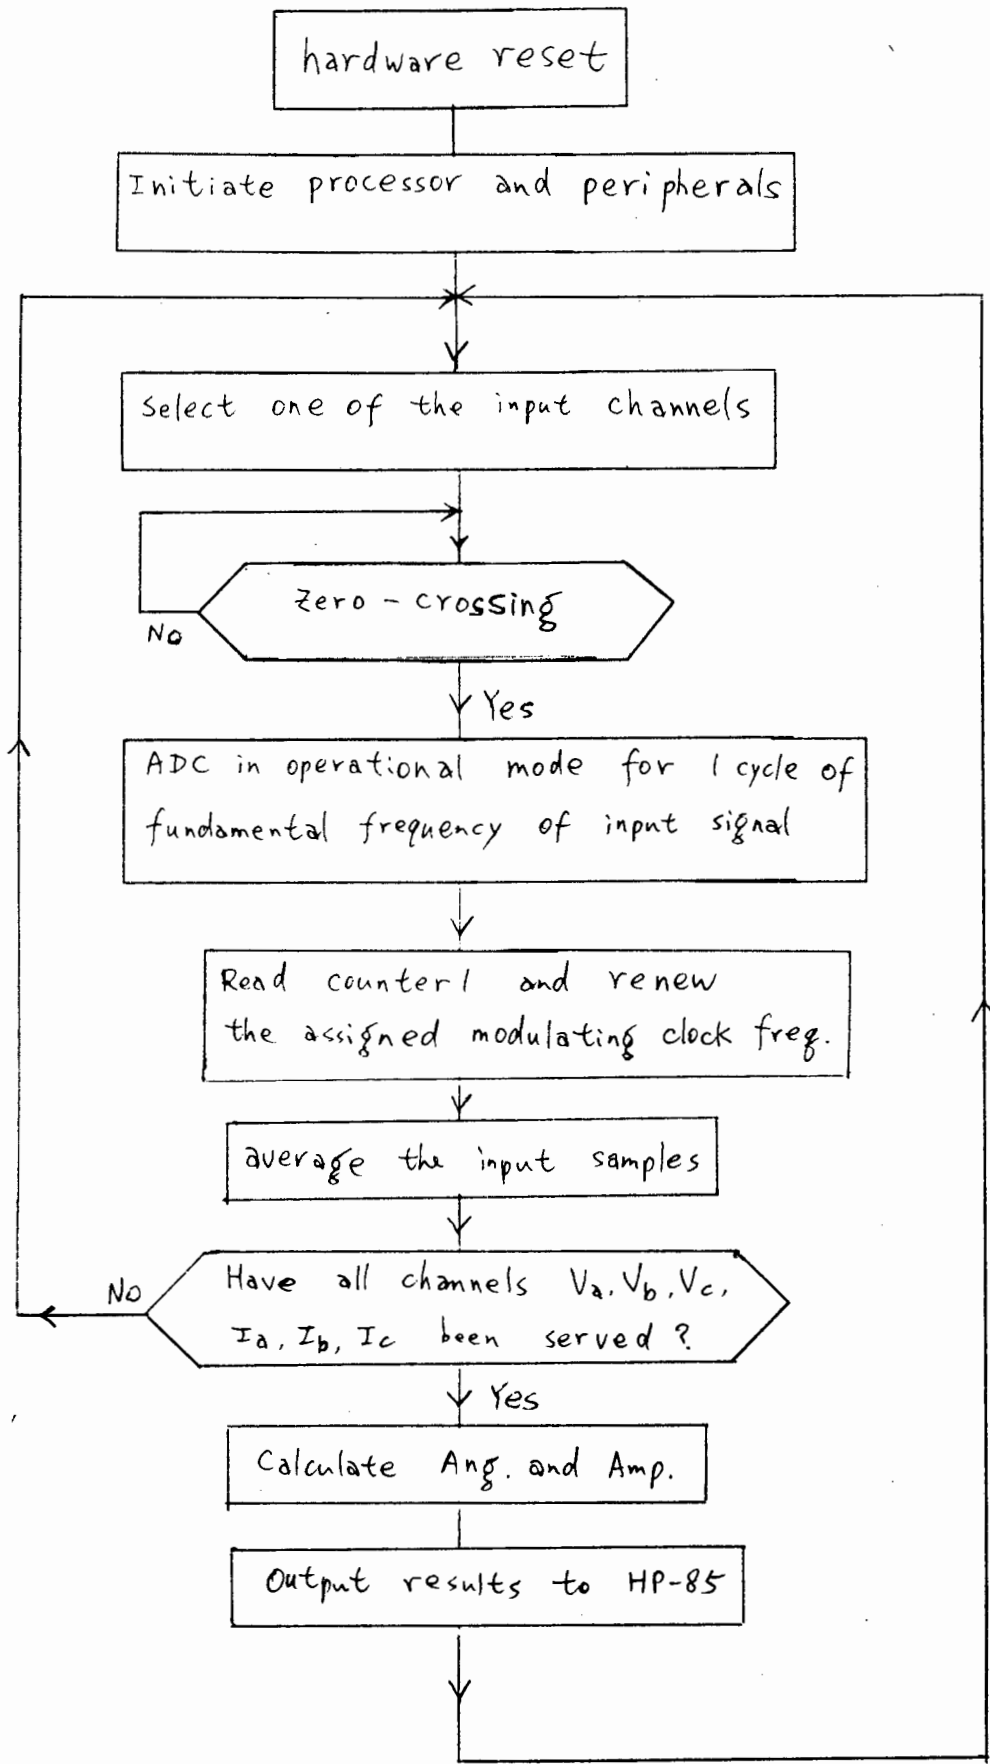 hardware reset
Initiate processor and peripherals
Select one of the input channels
Zero - crossing
No
Yes
ADC in operational mode for 1 cycle of
fundamental frequency of input signal
Read counter1 and renew
the assigned modulating clock freq.
average the input samples
No
Have all channels Va, Vb, Vc,
Ia, Ib, Ic been served ?
Yes
Calculate Ang. and Amp.
Output results to HP-85